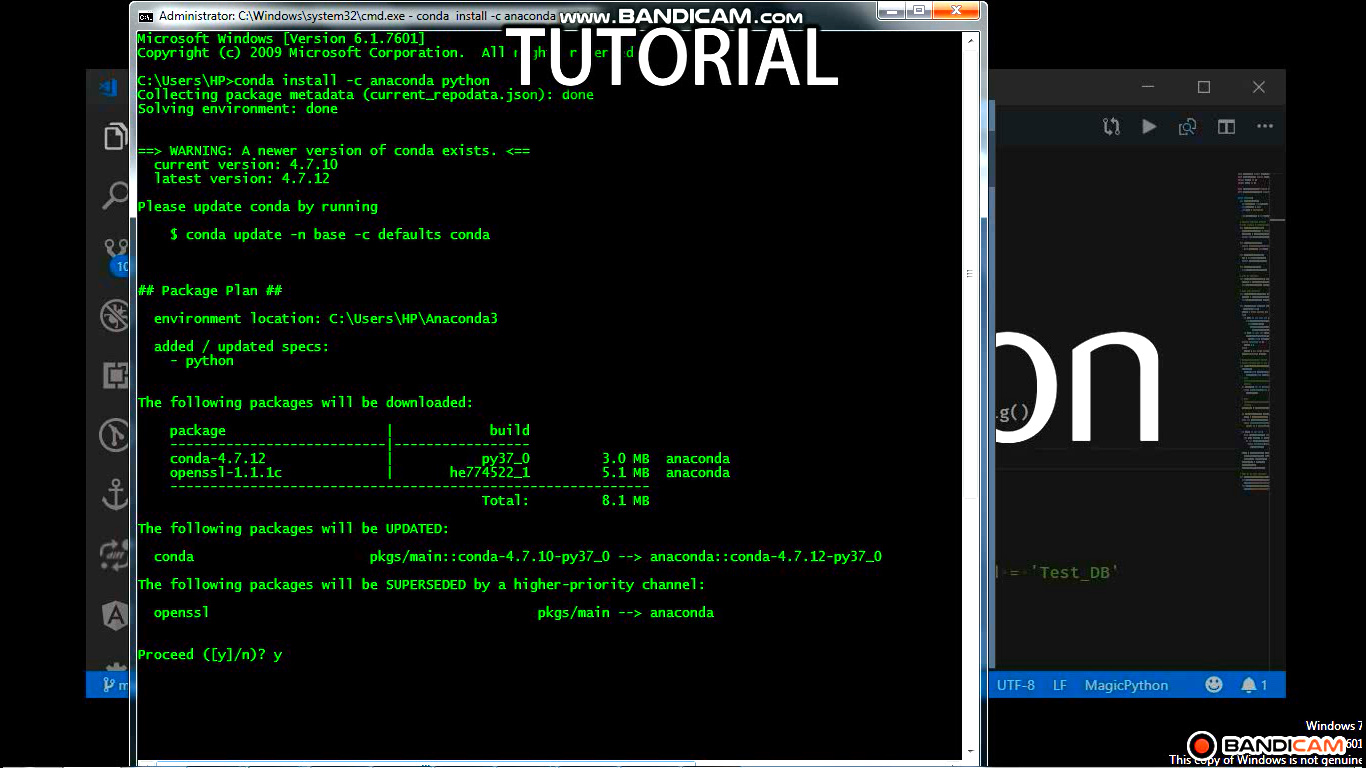 Administrator: C:\Windows\system32\cmd.exe - conda install -c anaconda
www.BANDICAM.com
TUTORIAL
Microsoft Windows [Version 6.1.7601]
Copyright (c) 2009 Microsoft Corporation. All
C:\Users\HP>conda install -c anaconda python
Collecting package metadata (current_repodata.json): done
Solving environment: done
==> WARNING: A newer version of conda exists. <==
current version: 4.7.10
latest version: 4.7.12
Please update conda by running
$ conda update -n base -c defaults conda
## Package Plan ##
environment location: C:\Users\HP\Anaconda3
added / updated specs:
- python
The following packages will be downloaded:
package | build
---------------------------|-----------------
conda-4.7.12 | py37_0 3.0 MB anaconda
openssl-1.1.1c | he774522_1 5.1 MB anaconda
------------------------------------------------------------
Total: 8.1 MB
The following packages will be UPDATED:
conda pkgs/main::conda-4.7.10-py37_0 --> anaconda::conda-4.7.12-py37_0
The following packages will be SUPERSEDED by a higher-priority channel:
openssl pkgs/main --> anaconda
Proceed ([y]/n)? y
on
g()
= 'Test_DB'
10
UTF-8 LF MagicPython 1
Windows 7
601
BANDICAM
This copy of Windows is not genuine